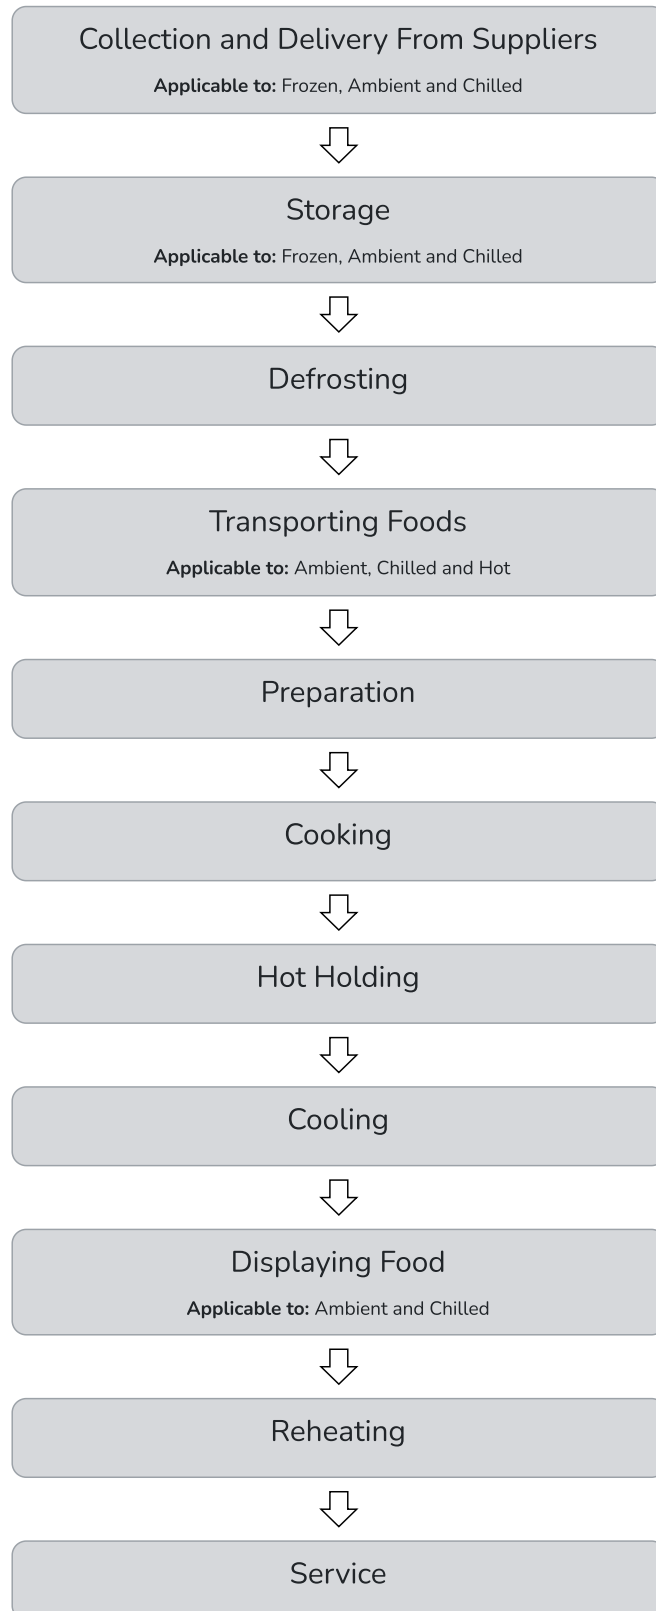 Collection and Delivery From Suppliers
Applicable to: Frozen, Ambient and Chilled
Storage
Applicable to: Frozen, Ambient and Chilled
Defrosting
Transporting Foods
Applicable to: Ambient, Chilled and Hot
Preparation
Cooking
Hot Holding
Cooling
Displaying Food
Applicable to: Ambient and Chilled
Reheating
Service